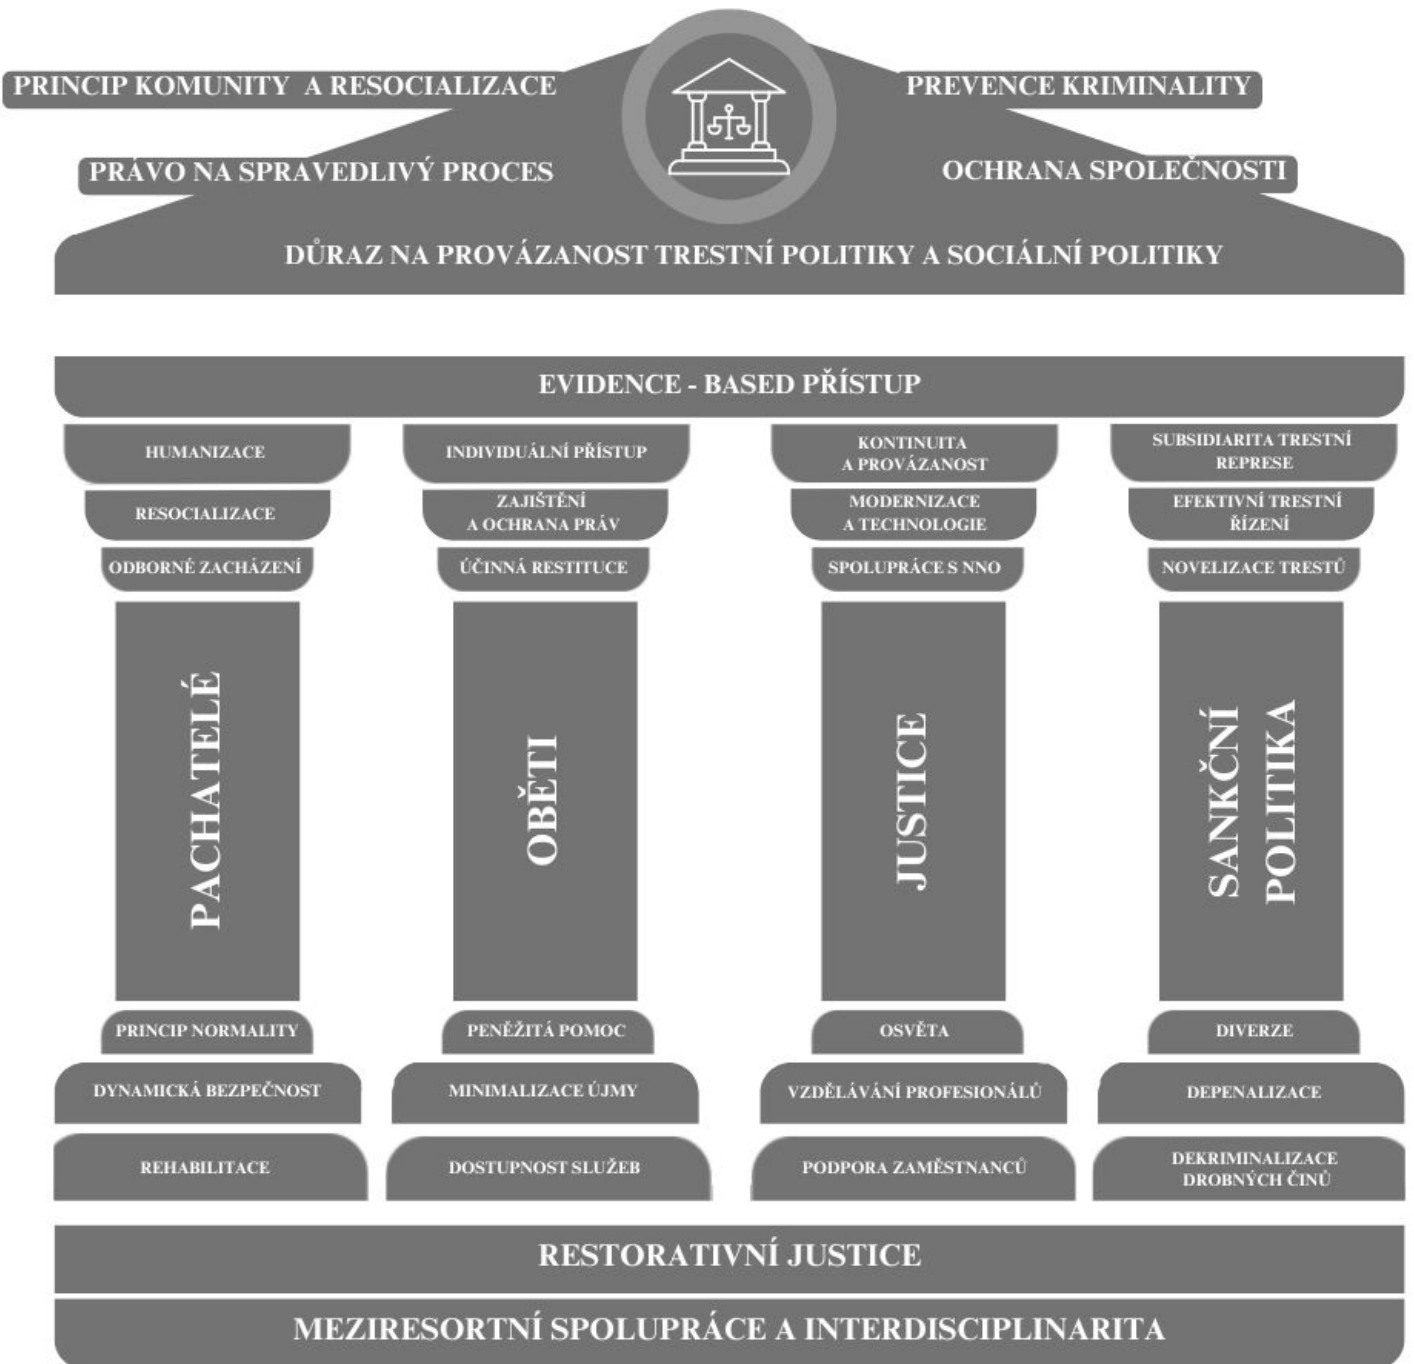 PRINCIP KOMUNITY A RESOCIALIZACE
PREVENCE KRIMINALITY
PRÁVO NA SPRAVEDLIVÝ PROCES
OCHRANA SPOLEČNOSTI
DŮRAZ NA PROVÁZANOST TRESTNÍ POLITIKY A SOCIÁLNÍ POLITIKY
EVIDENCE - BASED PŘÍSTUP
HUMANIZACE
RESOCIALIZACE
ODBORNÉ ZACHÁZENÍ
PACHATELÉ
PRINCIP NORMALITY
DYNAMICKÁ BEZPEČNOST
REHABILITACE
INDIVIDUÁLNÍ PŘÍSTUP
ZAJIŠTĚNÍ
A OCHRANA PRÁV
ÚČINNÁ RESTITUCE
OBĚTI
PENĚŽITÁ POMOC
MINIMALIZACE ÚJMY
DOSTUPNOST SLUŽEB
KONTINUITA
A PROVÁZANOST
MODERNIZACE
A TECHNOLOGIE
SPOLUPRÁCE S NNO
JUSTICE
OSVĚTA
VZDĚLÁVÁNÍ PROFESIONÁLŮ
PODPORA ZAMĚSTNANCŮ
SUBSIDIARITA TRESTNÍ
REPRESE
EFEKTIVNÍ TRESTNÍ
ŘÍZENÍ
NOVELIZACE TRESTŮ
SANKČNÍ
POLITIKA
DIVERZE
DEPENALIZACE
DEKRIMINALIZACE
DROBNÝCH ČINŮ
RESTORATIVNÍ JUSTICE
MEZIRESORTNÍ SPOLUPRÁCE A INTERDISCIPLINARITA